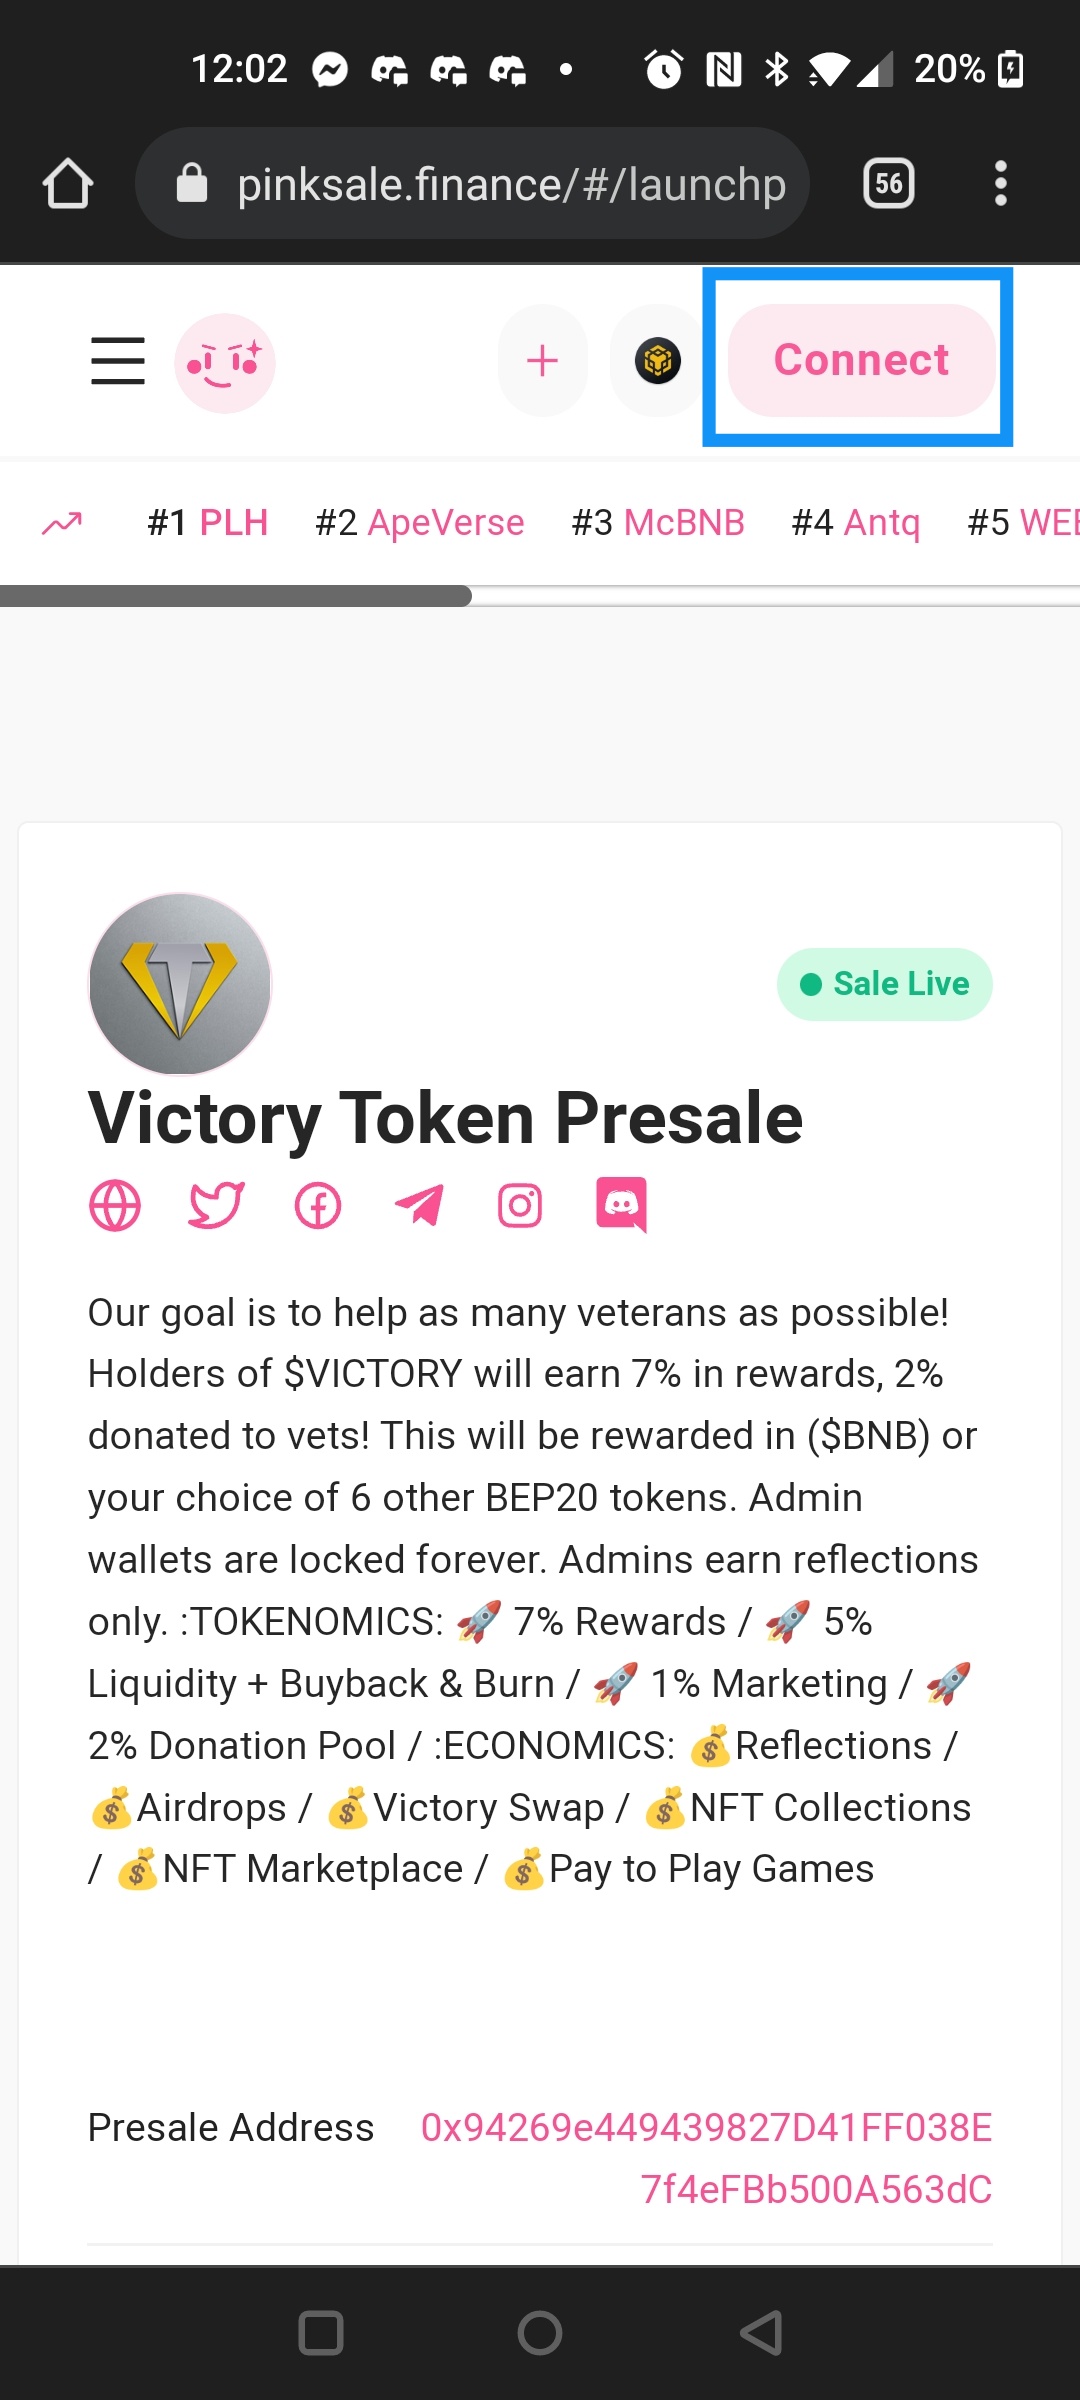 12:02
20%
pinksale.finance/#/launchp
56
Connect
#1 PLH #2 ApeVerse #3 McBNB #4 Antq #5 WEE
Sale Live
Victory Token Presale
Our goal is to help as many veterans as possible!
Holders of $VICTORY will earn 7% in rewards, 2%
donated to vets! This will be rewarded in ($BNB) or
your choice of 6 other BEP20 tokens. Admin
wallets are locked forever. Admins earn reflections
only. :TOKENOMICS: 🚀 7% Rewards / 🚀 5%
Liquidity + Buyback & Burn / 🚀 1% Marketing / 🚀
2% Donation Pool / :ECONOMICS: 💰Reflections /
💰Airdrops / 💰Victory Swap / 💰NFT Collections
/ 💰NFT Marketplace / 💰Pay to Play Games
Presale Address 0x94269e449439827D41FF038E
7f4eFBb500A563dC